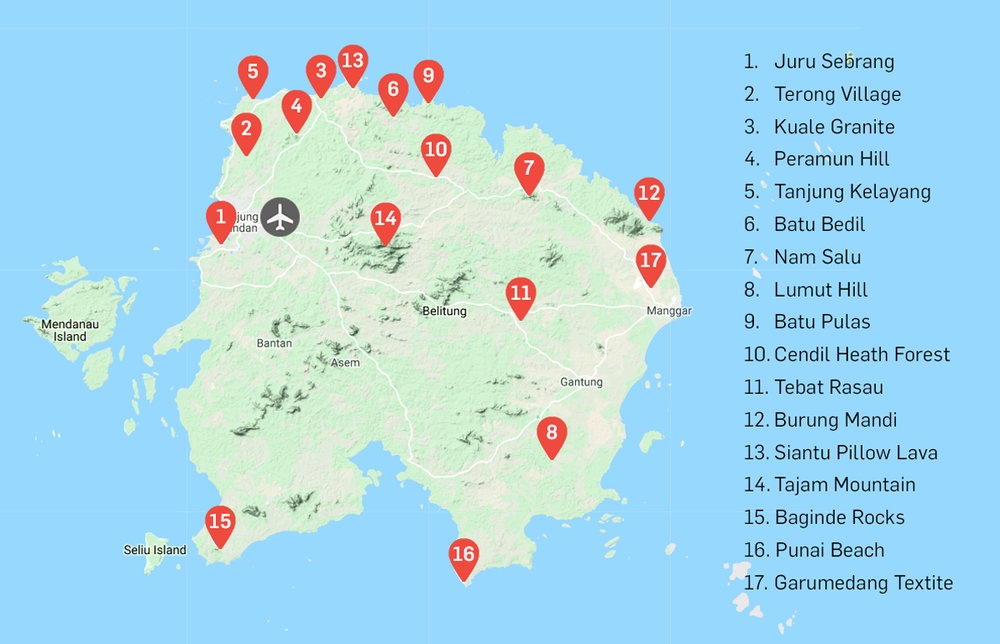 5
3
13
6
9
4
2
10
7
12
1
jung
ndan
14
17
11
Mendanau
Island
Belitung
Manggar
Bantan
Asem
Gantung
8
15
Seliu Island
16
1. Juru Sebrang
2. Terong Village
3. Kuale Granite
4. Peramun Hill
5. Tanjung Kelayang
6. Batu Bedil
7. Nam Salu
8. Lumut Hill
9. Batu Pulas
10. Cendil Heath Forest
11. Tebat Rasau
12. Burung Mandi
13. Siantu Pillow Lava
14. Tajam Mountain
15. Baginde Rocks
16. Punai Beach
17. Garumedang Textite